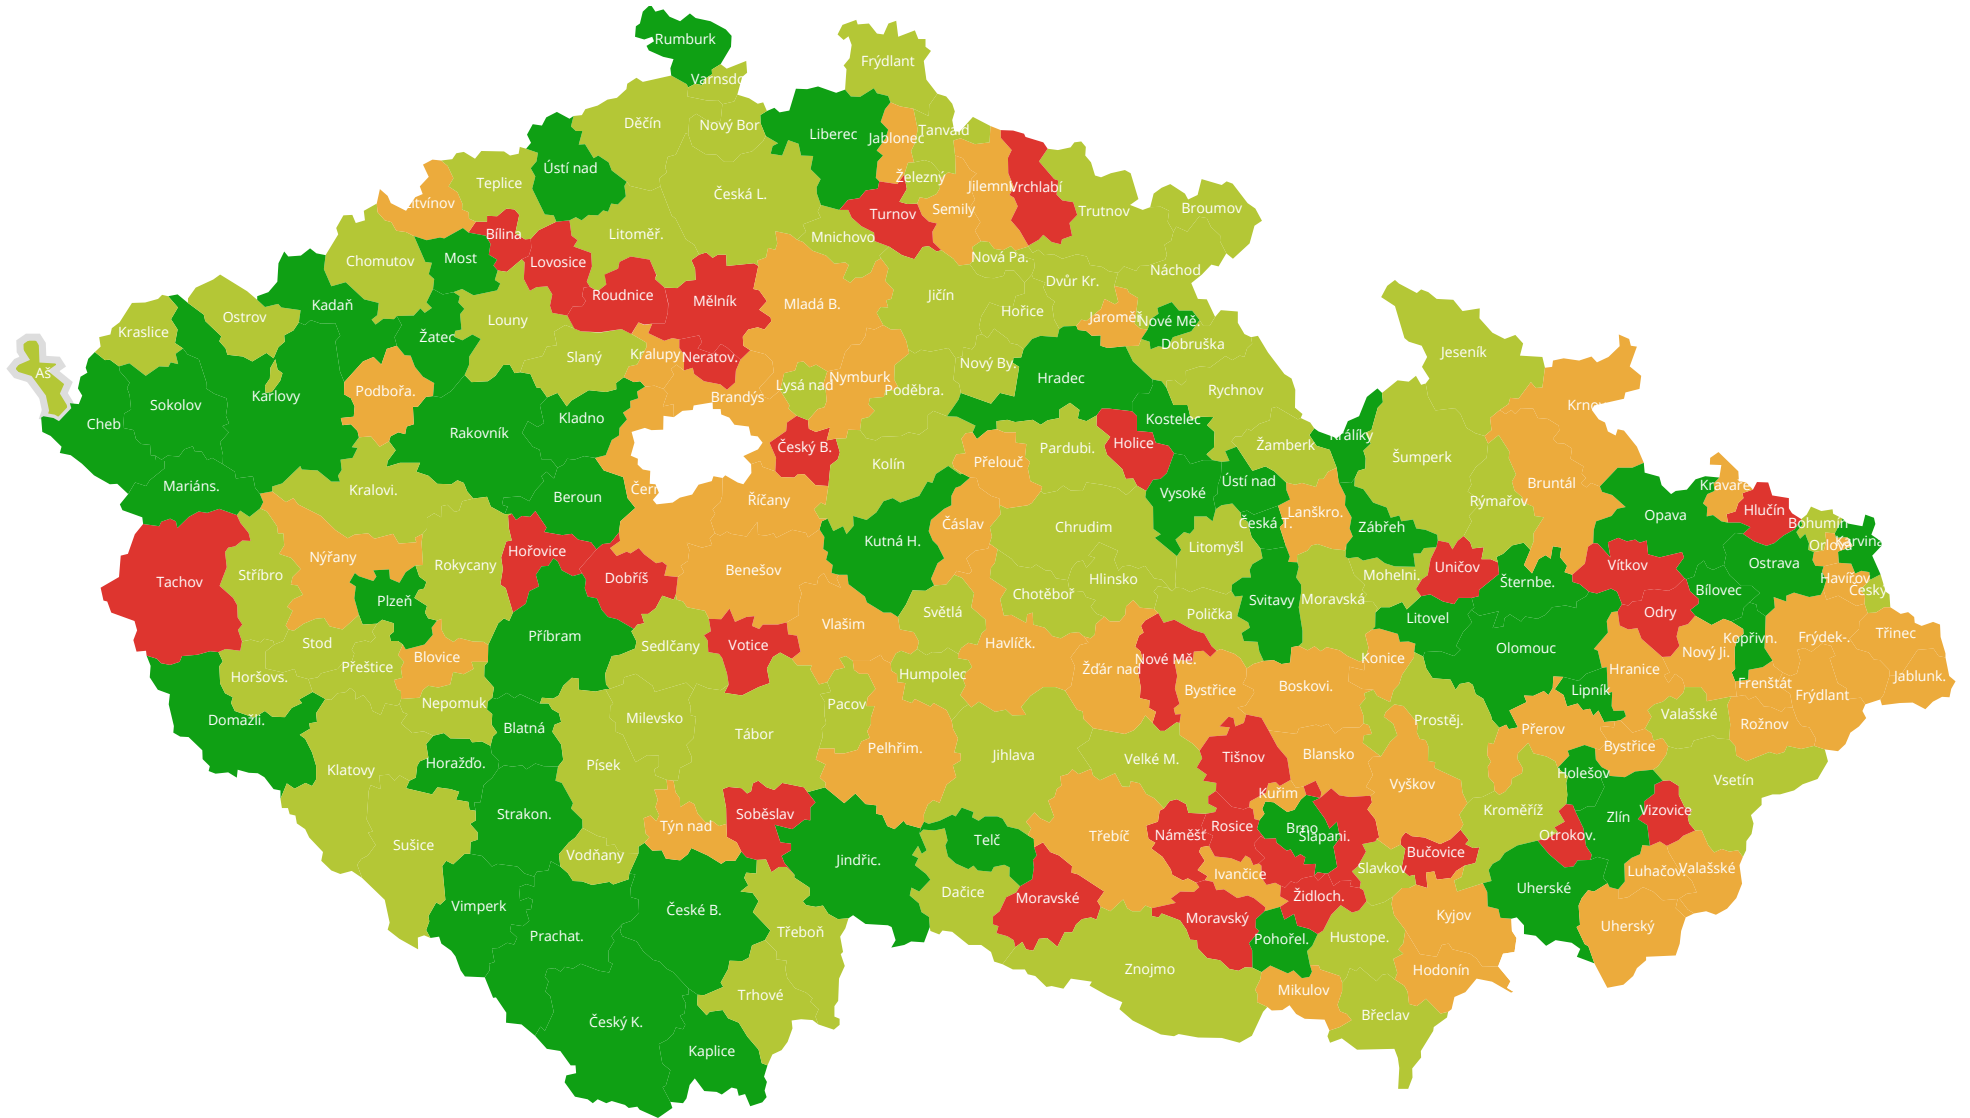 Rumburk
Frýdlant
Varnsdo
Děčín
Nový Bor
Liberec
Jablonec
Tanvald
Ústí nad
Teplice
Česká L.
Železný
Jilemni
Vrchlabí
Litvínov
Semily
Turnov
Trutnov
Broumov
Bílina
Litoměř.
Mnichovo
Most
Chomutov
Lovosice
Nová Pa.
Náchod
Roudnice
Dvůr Kr.
Kadaň
Mělník
Mladá B.
Jičín
Hořice
Ostrov
Louny
Jaroměř
Nové Mě.
Kraslice
Žatec
Dobruška
Slaný
Kralupy
Neratov.
Jeseník
Aš
Nový By.
Nymburk
Lysá nad
Hradec
Podbořa.
Poděbra.
Rychnov
Karlovy
Brandýs
Sokolov
Krnov
Cheb
Kladno
Kostelec
Rakovník
Králíky
Holice
Český B.
Pardubi.
Žamberk
Šumperk
Kolín
Přelouč
Mariáns.
Kralovi.
Beroun
Čern
Ústí nad
Bruntál
Kravaře
Říčany
Vysoké
Rýmařov
Lanškro.
Hlučín
Opava
Čáslav
Chrudim
Česká T.
Zábřeh
Bohumín
Kutná H.
Litomyšl
Karviná
Orlová
Hořovice
Nýřany
Rokycany
Ostrava
Uničov
Vítkov
Benešov
Stříbro
Mohelni.
Dobříš
Hlinsko
Havířov
Tachov
Šternbe.
Český
Bílovec
Chotěboř
Plzeň
Svitavy
Moravská
Světlá
Polička
Odry
Litovel
Vlašim
Třinec
Příbram
Frýdek-.
Kopřivn.
Stod
Havlíčk.
Sedlčany
Votice
Olomouc
Nový Ji.
Blovice
Nové Mě.
Konice
Přeštice
Žďár nad
Hranice
Humpolec
Jablunk.
Horšovs.
Frenštát
Boskovi.
Bystřice
Lipník
Frýdlant
Nepomuk
Pacov
Valašské
Milevsko
Domažli.
Prostěj.
Rožnov
Blatná
Přerov
Tábor
Bystřice
Pelhřim.
Jihlava
Blansko
Tišnov
Velké M.
Horažďo.
Písek
Klatovy
Holešov
Vsetín
Vyškov
Kuřim
Kroměříž
Vizovice
Strakon.
Soběslav
Zlín
Týn nad
Rosice
Brno
Náměšť
Třebíč
Šlapani.
Otrokov.
Telč
Sušice
Bučovice
Vodňany
Jindřic.
Slavkov
Valašské
Luhačov
Ivančice
Uherské
Dačice
Židloch.
Moravské
Vimperk
České B.
Kyjov
Moravský
Uherský
Třeboň
Prachat.
Hustope.
Pohořel.
Znojmo
Hodonín
Mikulov
Trhové
Břeclav
Český K.
Kaplice